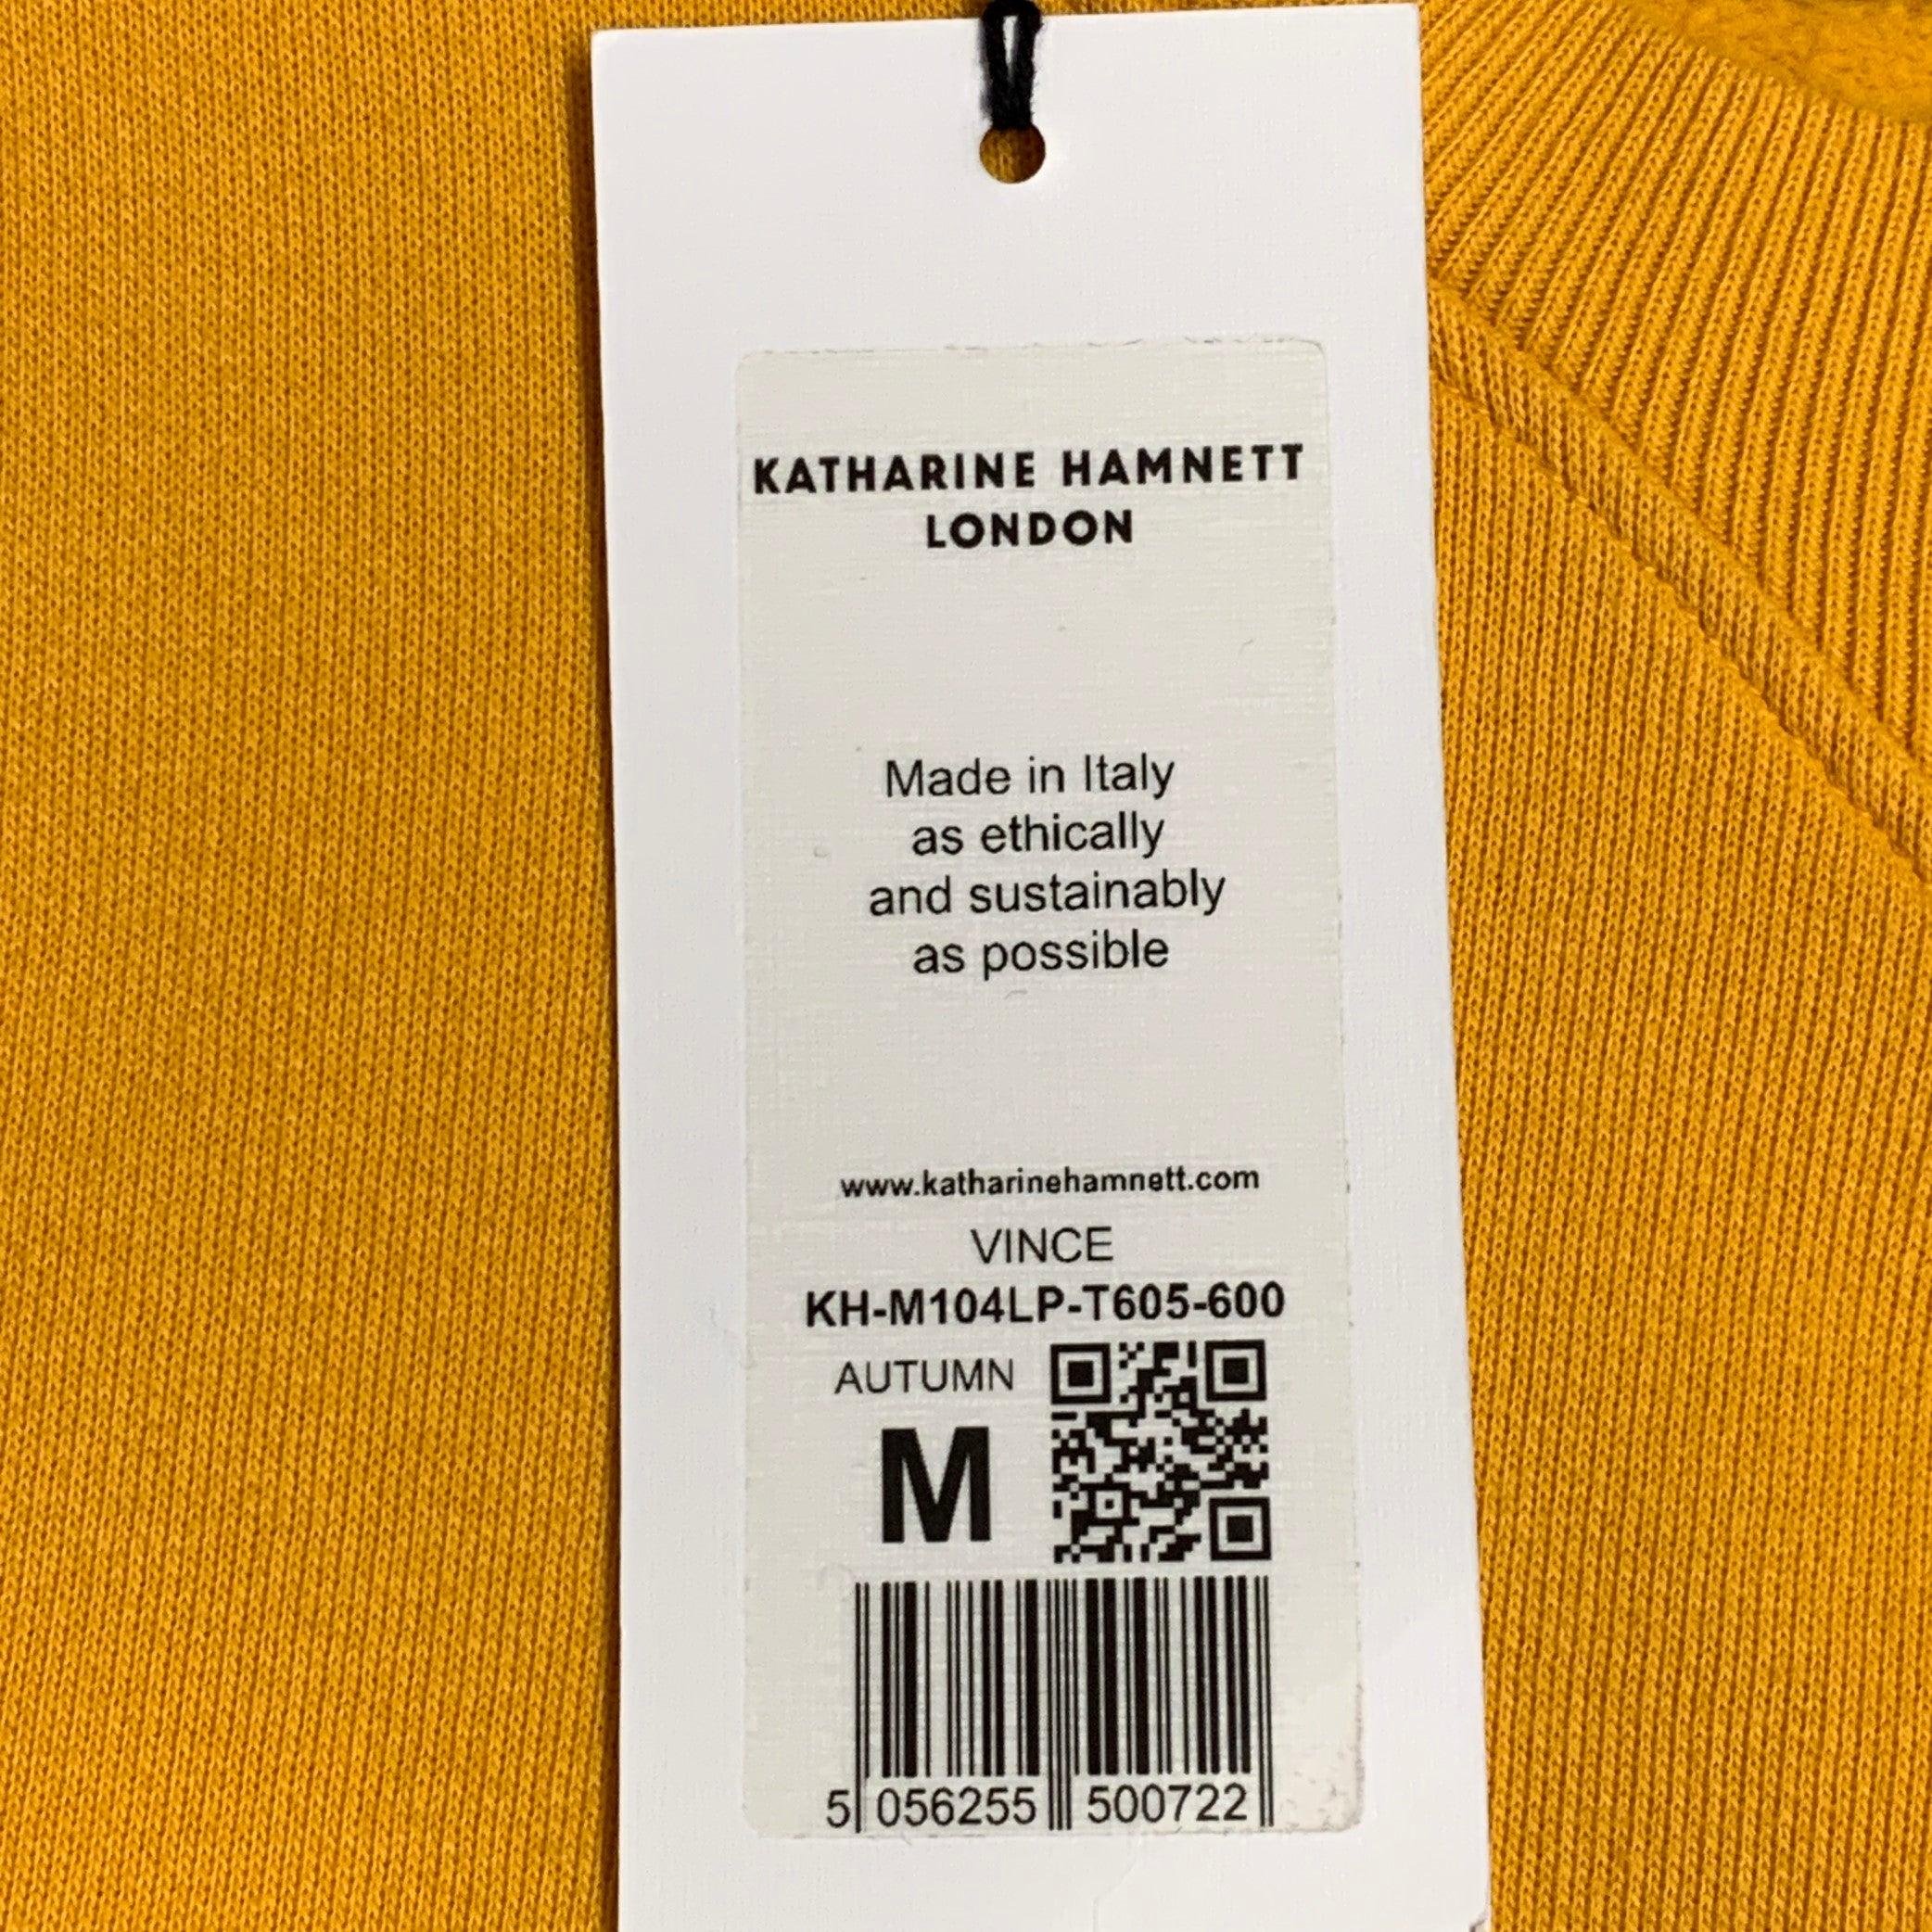 KATHARINE HAMNETT
LONDON
Made in Italy
as ethically
and sustainably
as possible
www.katharinehamnett.com
VINCE
KH-M104LP-T605-600
AUTUMN
M
5 056255 500722